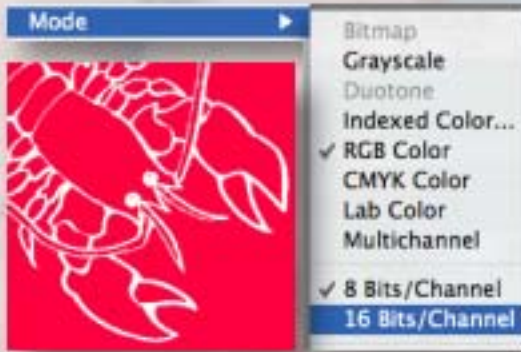 Mode
Bitmap
Grayscale
Duotone
Indexed Color...
RGB Color
CMYK Color
Lab Color
Multichannel
8 Bits/Channel
16 Bits/Channel